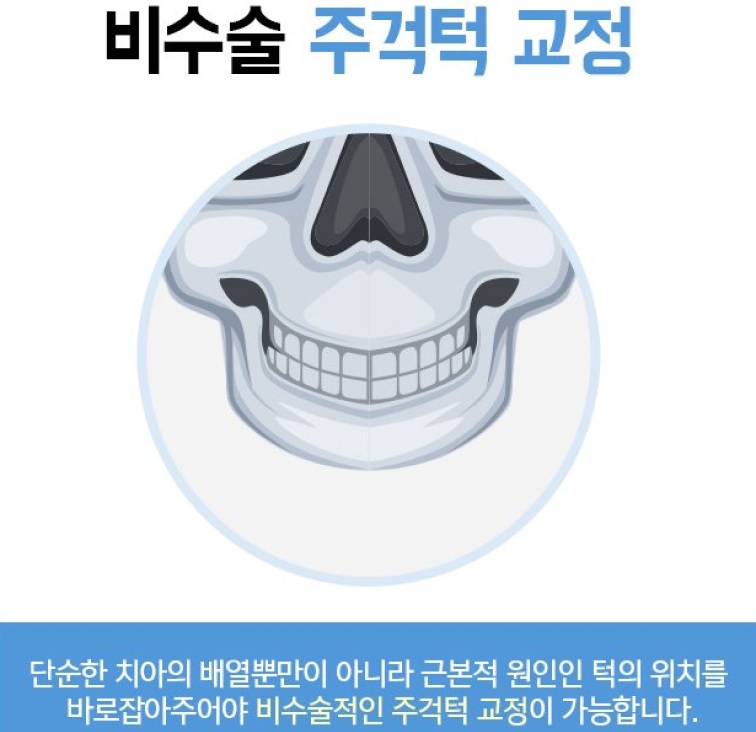 비수술 주걱턱 교정
단순한 치아의 배열뿐만이 아니라 근본적 원인인 턱의 위치를
바로잡아주어야 비수술적인 주걱턱 교정이 가능합니다.